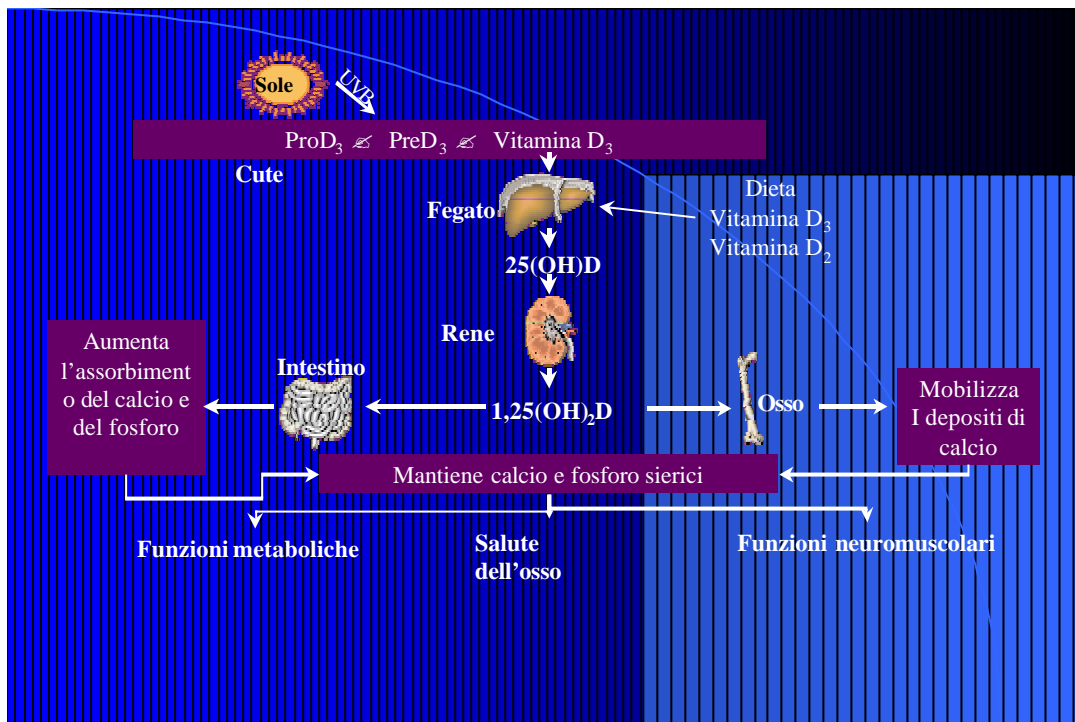 Sole
UVB
ProD₃ ✍ PreD₃ ✍ Vitamina D₃
Cute
Fegato
Dieta
Vitamina D₃
Vitamina D₂
25(OH)D
Rene
Aumenta
l’assorbiment
o del calcio e
del fosforo
Intestino
1,25(OH)₂D
Osso
Mobilizza
I depositi di
calcio
Mantiene calcio e fosforo sierici
Funzioni metaboliche
Salute
dell’osso
Funzioni neuromuscolari